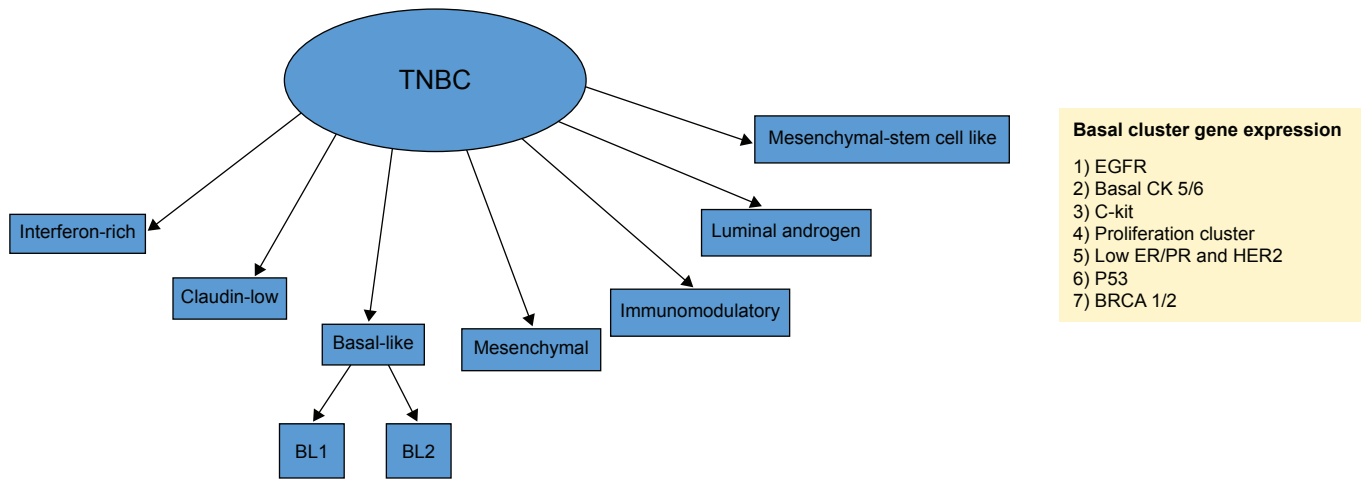 TNBC
Mesenchymal-stem cell like
Luminal androgen
Interferon-rich
Claudin-low
Immunomodulatory
Basal-like
Mesenchymal
BL1
BL2
Basal cluster gene expression
1) EGFR
2) Basal CK 5/6
3) C-kit
4) Proliferation cluster
5) Low ER/PR and HER2
6) P53
7) BRCA 1/2